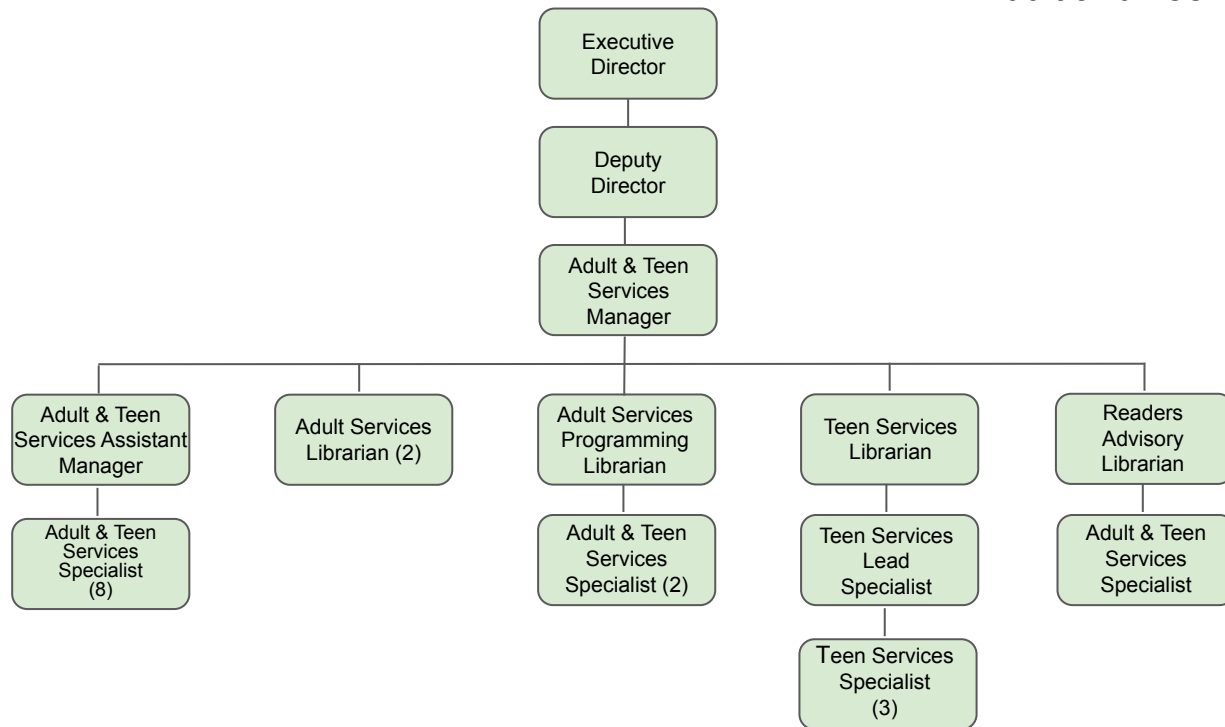 Executive
Director
Deputy
Director
Adult & Teen
Services
Manager
Adult & Teen
Services Assistant
Manager
Adult Services
Librarian (2)
Adult Services
Programming
Librarian
Teen Services
Librarian
Readers
Advisory
Librarian
Adult & Teen
Services
Specialist
(8)
Adult & Teen
Services
Specialist (2)
Teen Services
Lead
Specialist
Adult & Teen
Services
Specialist
Teen Services
Specialist
(3)